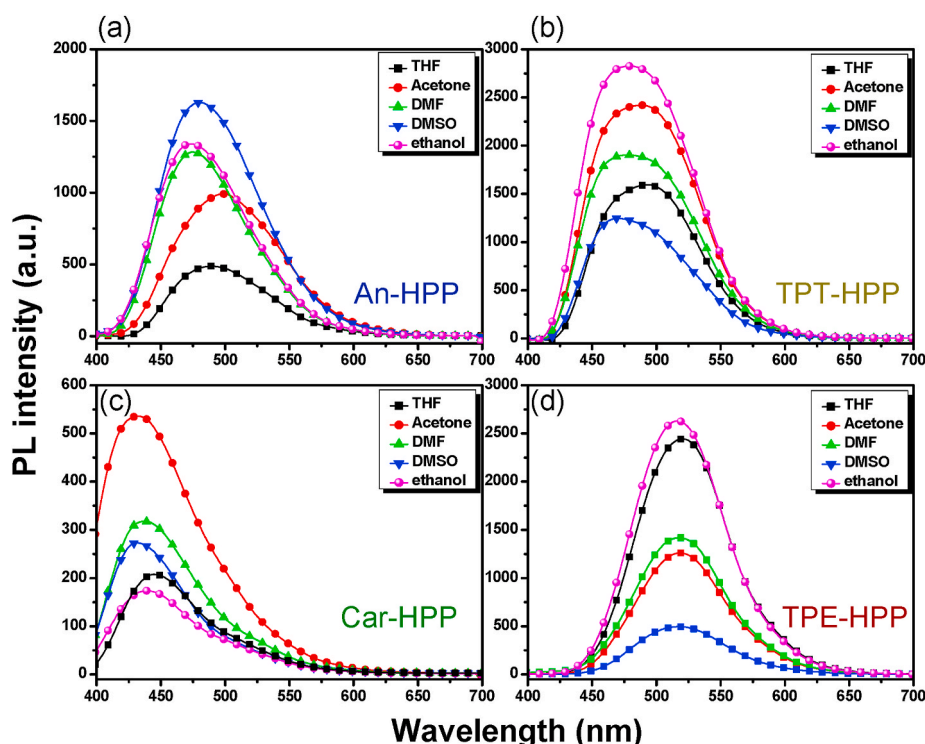 PL intensity (a.u.)
(a)
2000
1500
1000
500
0
THF
Acetone
DMF
DMSO
ethanol
An-HPP
400 450 500 550 600 650 700
(b)
3000
2500
2000
1500
1000
500
0
THF
Acetone
DMF
DMSO
ethanol
TPT-HPP
400 450 500 550 600 650 700
(c)
600
500
400
300
200
100
0
THF
Acetone
DMF
DMSO
ethanol
Car-HPP
400 450 500 550 600 650 700
(d)
3000
2500
2000
1500
1000
500
0
THF
Acetone
DMF
DMSO
ethanol
TPE-HPP
400 450 500 550 600 650 700
Wavelength (nm)